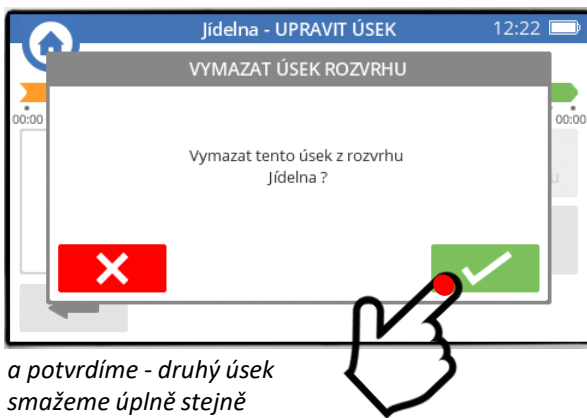 Jídelna - UPRAVIT ÚSEK 12:22
VYMAZAT ÚSEK ROZVRHU
00:00 00:00
Vymazat tento úsek z rozvrhu
Jídelna ?
u
a potvrdíme - druhý úsek
smažeme úplně stejně